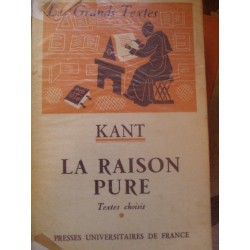 Les Grands Textes
KANT
LA RAISON
PURE
Textes choisis
PRESSES UNIVERSITAIRES DE FRANCE